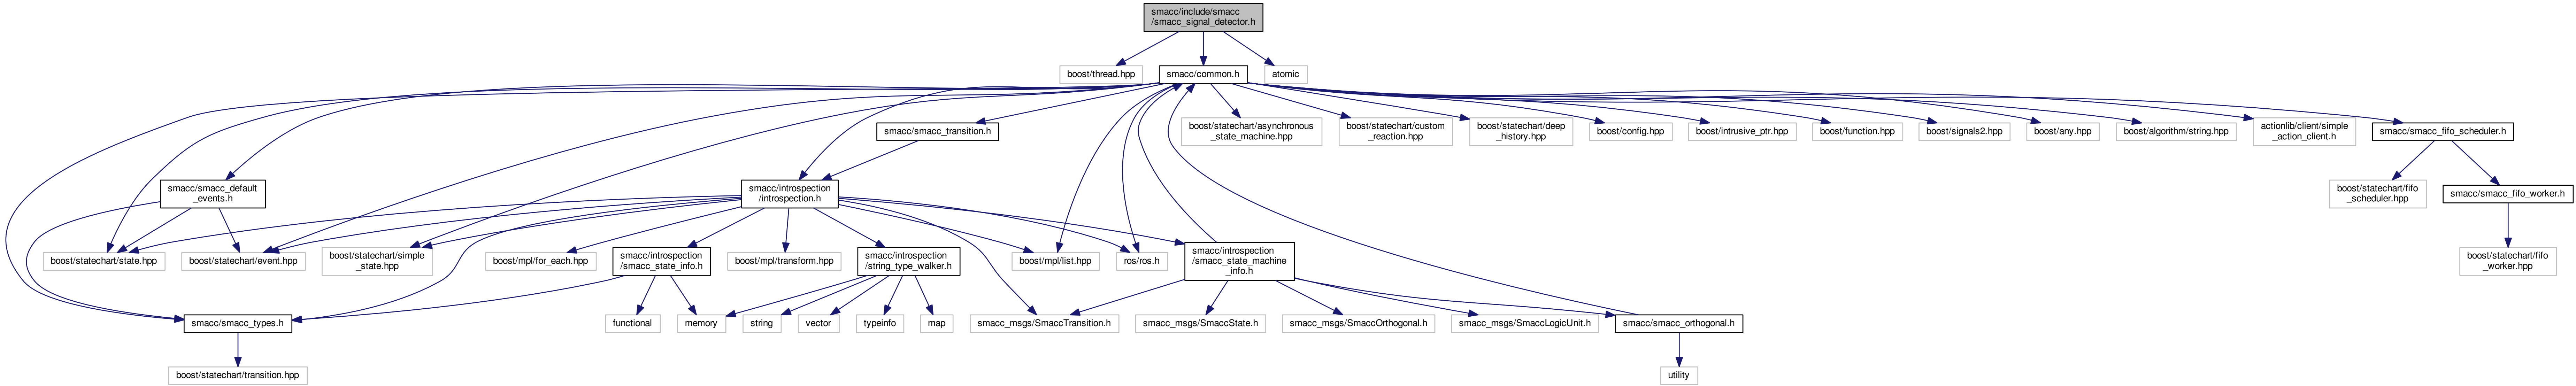 smacc/include/smacc
/smacc_signal_detector.h
boost/thread.hpp
smacc/common.h
atomic
smacc/smacc_transition.h
boost/statechart/asynchronous
_state_machine.hpp
boost/statechart/custom
_reaction.hpp
boost/statechart/deep
_history.hpp
boost/config.hpp
boost/intrusive_ptr.hpp
boost/function.hpp
boost/signals2.hpp
boost/any.hpp
boost/algorithm/string.hpp
actionlib/client/simple
_action_client.h
smacc/smacc_fifo_scheduler.h
smacc/smacc_default
_events.h
smacc/introspection
/introspection.h
boost/statechart/fifo
_scheduler.hpp
smacc/smacc_fifo_worker.h
boost/statechart/state.hpp
boost/statechart/event.hpp
boost/statechart/simple
_state.hpp
boost/mpl/for_each.hpp
smacc/introspection
/smacc_state_info.h
boost/mpl/transform.hpp
smacc/introspection
/string_type_walker.h
boost/mpl/list.hpp
ros/ros.h
smacc/introspection
/smacc_state_machine
_info.h
boost/statechart/fifo
_worker.hpp
smacc/smacc_types.h
functional
memory
string
vector
typeinfo
map
smacc_msgs/SmaccTransition.h
smacc_msgs/SmaccState.h
smacc_msgs/SmaccOrthogonal.h
smacc_msgs/SmaccLogicUnit.h
smacc/smacc_orthogonal.h
boost/statechart/transition.hpp
utility